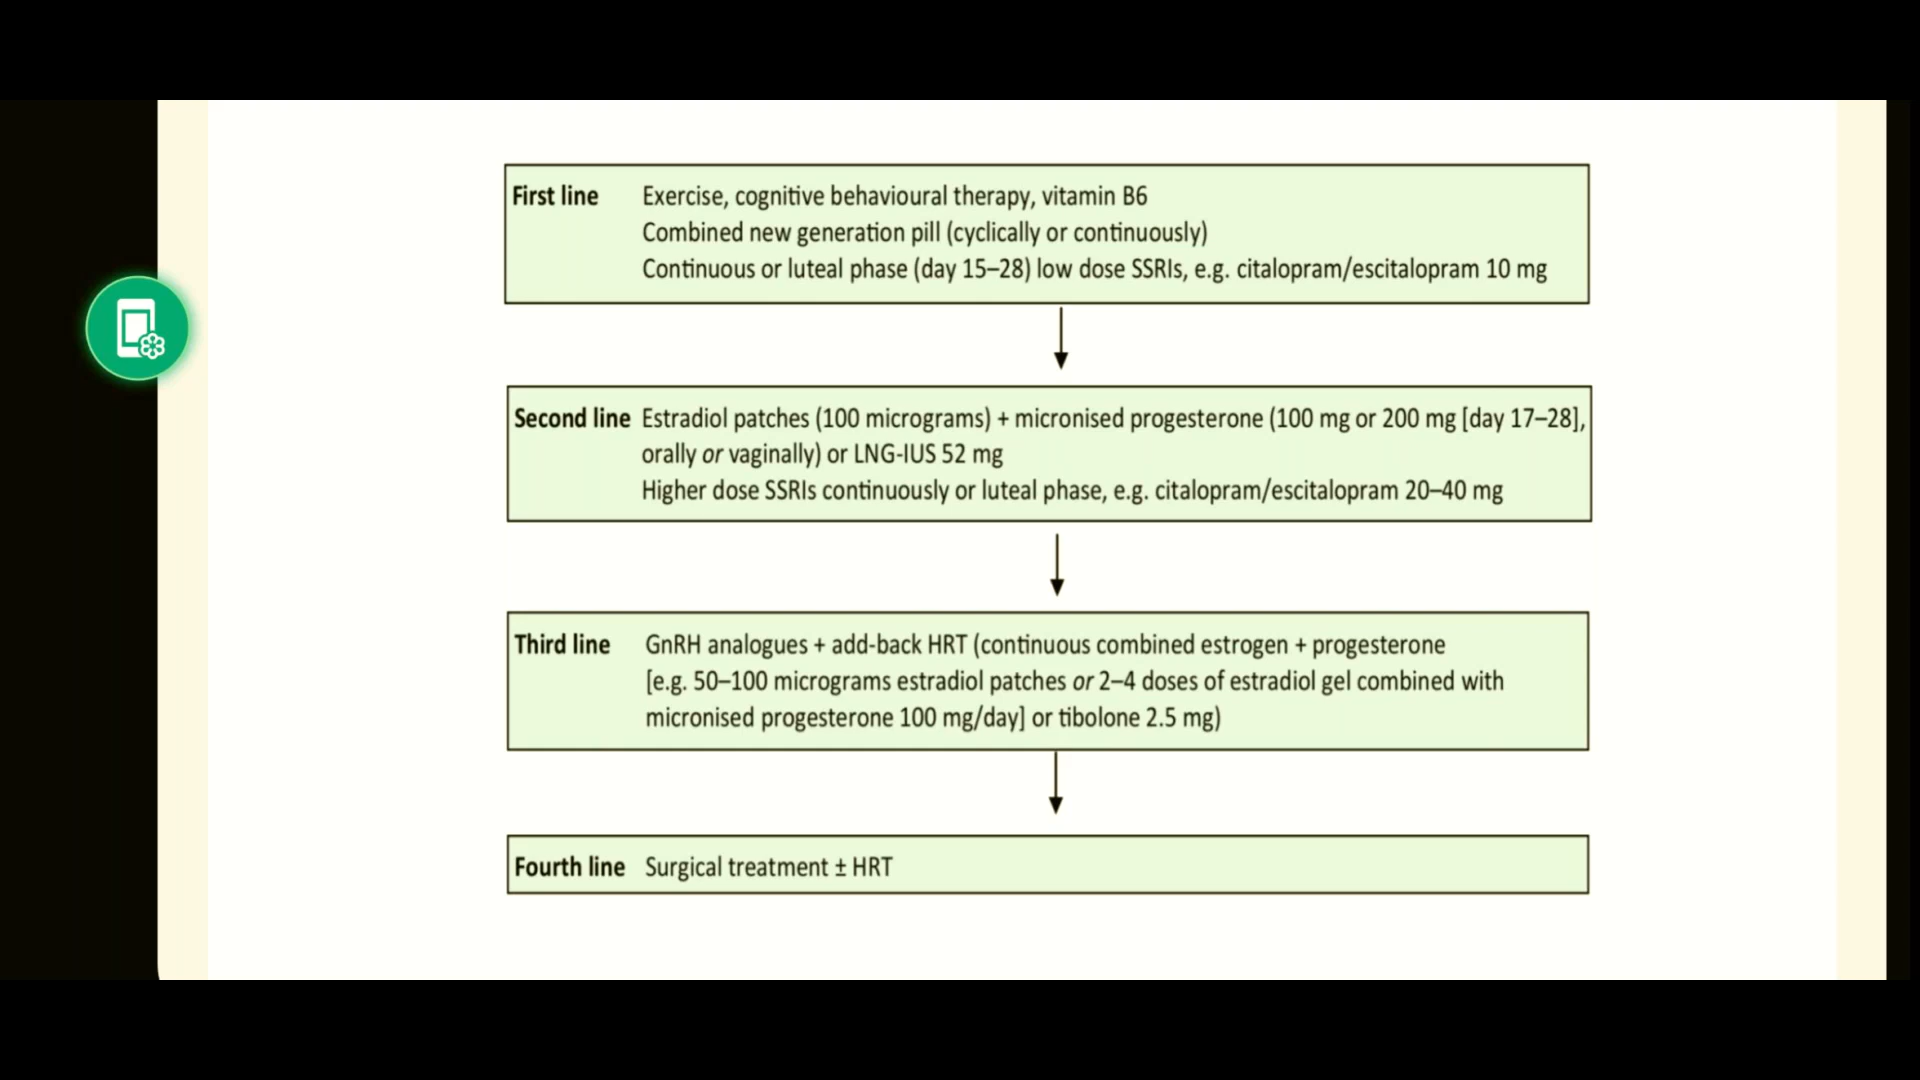 First line Exercise, cognitive behavioural therapy, vitamin B6
Combined new generation pill (cyclically or continuously)
Continuous or luteal phase (day 15–28) low dose SSRIs, e.g. citalopram/escitalopram 10 mg
Second line Estradiol patches (100 micrograms) + micronised progesterone (100 mg or 200 mg [day 17–28],
orally or vaginally) or LNG-IUS 52 mg
Higher dose SSRIs continuously or luteal phase, e.g. citalopram/escitalopram 20–40 mg
Third line GnRH analogues + add-back HRT (continuous combined estrogen + progesterone
[e.g. 50–100 micrograms estradiol patches or 2–4 doses of estradiol gel combined with
micronised progesterone 100 mg/day] or tibolone 2.5 mg)
Fourth line Surgical treatment ± HRT